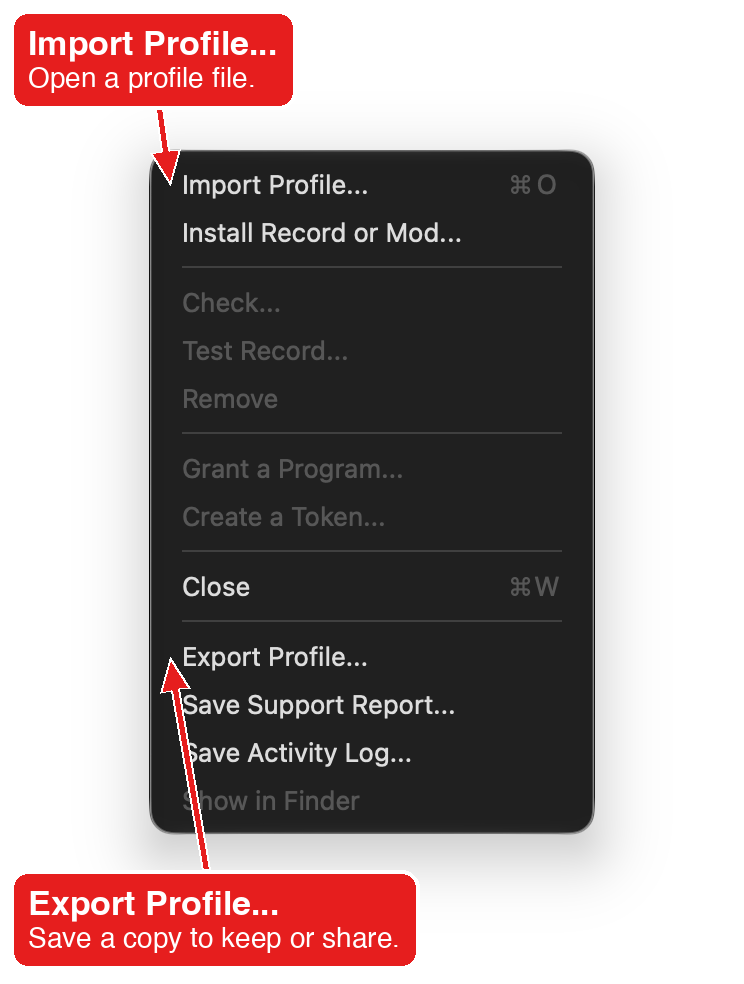 Import Profile...
Open a profile file.
Import Profile... ⌘ O
Install Record or Mod...
Check...
Test Record...
Remove
Grant a Program...
Create a Token...
Close ⌘ W
Export Profile...
Save Support Report...
Save Activity Log...
Show in Finder
Export Profile...
Save a copy to keep or share.